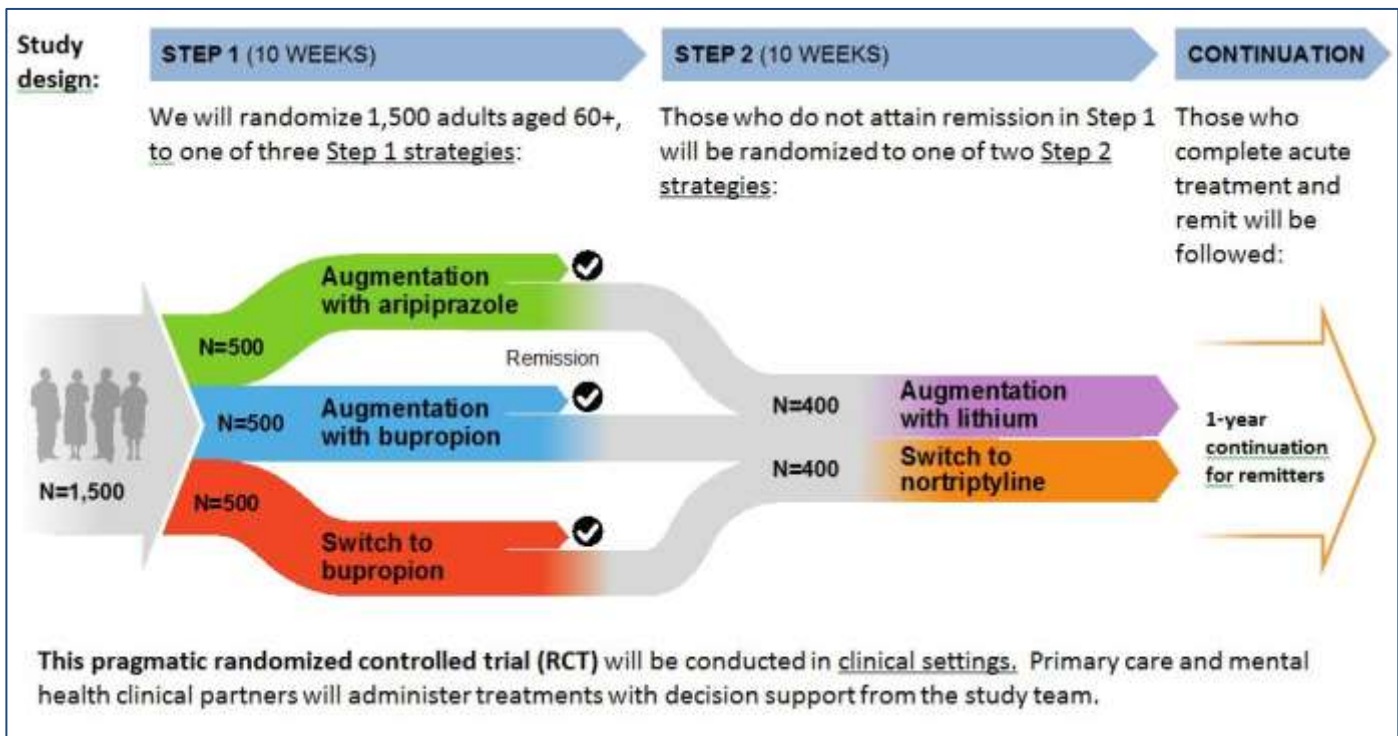 Study
design:
STEP 1 (10 WEEKS)
STEP 2 (10 WEEKS)
CONTINUATION
We will randomize 1,500 adults aged 60+,
to one of three Step 1 strategies:
Those who do not attain remission in Step 1
will be randomized to one of two Step 2
strategies:
Those who
complete acute
treatment and
remit will be
followed:
N=1,500
N=500
Augmentation
with aripiprazole
Remission
N=500
Augmentation
with bupropion
N=500
Switch to
bupropion
N=400
Augmentation
with lithium
N=400
Switch to
nortriptyline
1-year
continuation
for remitters
This pragmatic randomized controlled trial (RCT) will be conducted in clinical settings. Primary care and mental
health clinical partners will administer treatments with decision support from the study team.